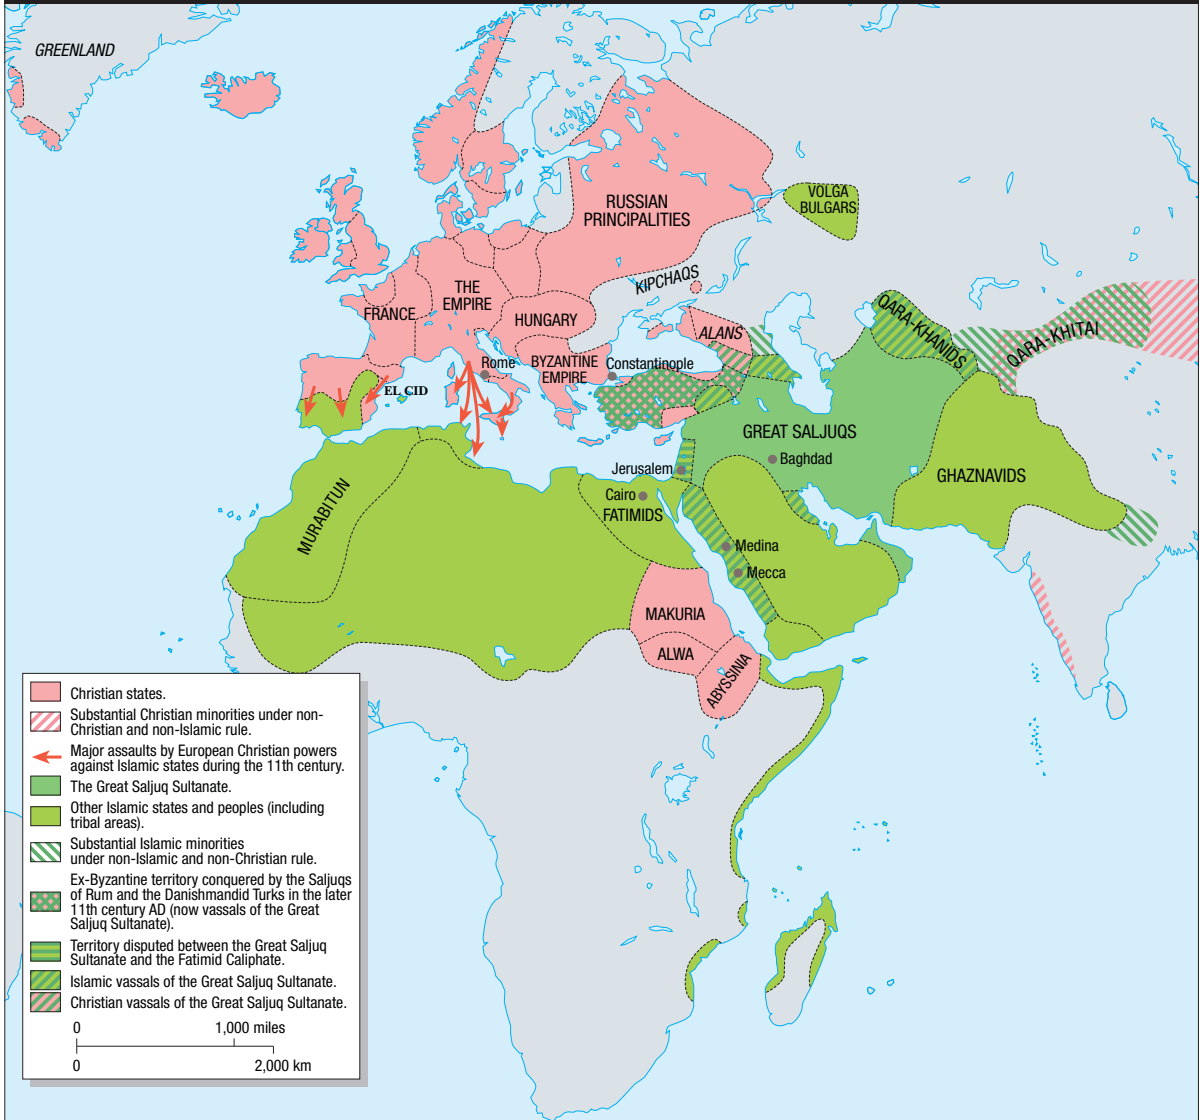 GREENLAND
VOLGA
BULGARS
RUSSIAN
PRINCIPALITIES
KIPCHAQS
THE
EMPIRE
FRANCE
HUNGARY
ALANS
QARA-KHANIDS
QARA-KHITAI
Rome
BYZANTINE
EMPIRE
Constantinople
EL CID
GREAT SALJUQS
Baghdad
Jerusalem
GHAZNAVIDS
Cairo
FATIMIDS
MURABITUN
Medina
Mecca
MAKURIA
ALWA
ABYSSINIA
Christian states.
Substantial Christian minorities under non-
Christian and non-Islamic rule.
Major assaults by European Christian powers
against Islamic states during the 11th century.
The Great Saljuq Sultanate.
Other Islamic states and peoples (including
tribal areas).
Substantial Islamic minorities
under non-Islamic and non-Christian rule.
Ex-Byzantine territory conquered by the Saljuqs
of Rum and the Danishmandid Turks in the later
11th century AD (now vassals of the Great
Saljuq Sultanate).
Territory disputed between the Great Saljuq
Sultanate and the Fatimid Caliphate.
Islamic vassals of the Great Saljuq Sultanate.
Christian vassals of the Great Saljuq Sultanate.
0 1,000 miles
0 2,000 km